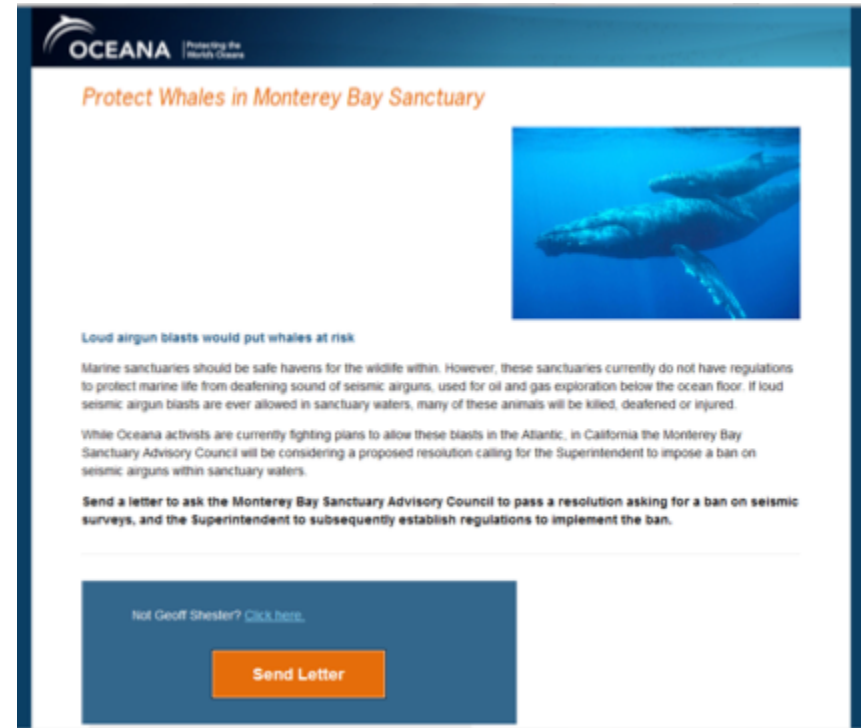 OCEANA Protecting the
World's Oceans
Protect Whales in Monterey Bay Sanctuary
Loud airgun blasts would put whales at risk
Marine sanctuaries should be safe havens for the wildlife within. However, these sanctuaries currently do not have regulations
to protect marine life from deafening sound of seismic airguns, used for oil and gas exploration below the ocean floor. If loud
seismic airgun blasts are ever allowed in sanctuary waters, many of these animals will be killed, deafened or injured.
While Oceana activists are currently fighting plans to allow these blasts in the Atlantic, in California the Monterey Bay
Sanctuary Advisory Council will be considering a proposed resolution calling for the Superintendent to impose a ban on
seismic airguns within sanctuary waters.
Send a letter to ask the Monterey Bay Sanctuary Advisory Council to pass a resolution asking for a ban on seismic
surveys, and the Superintendent to subsequently establish regulations to implement the ban.
Not Geoff Shester? Click here.
Send Letter